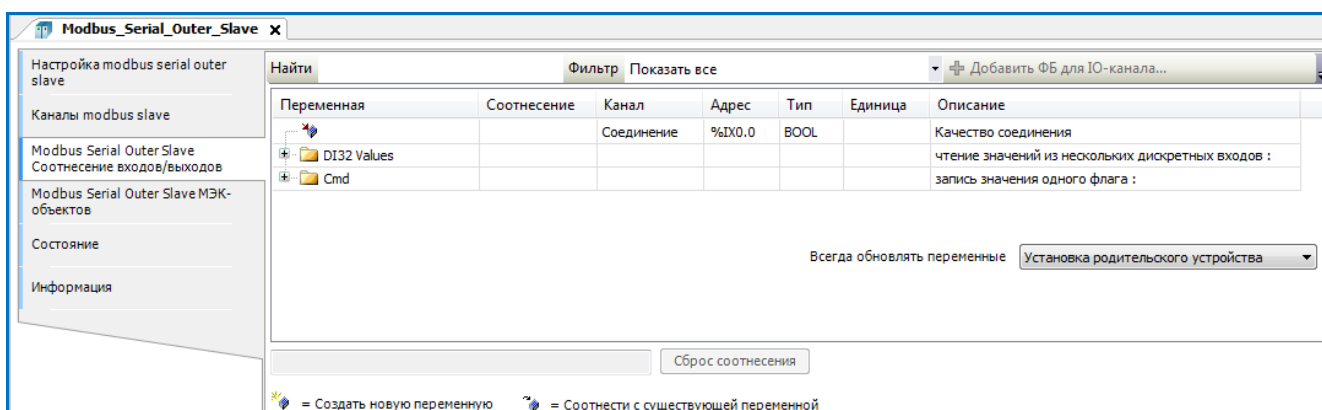 Modbus_Serial_Outer_Slave
Настройка modbus serial outer
slave
Каналы modbus slave
Modbus Serial Outer Slave
Соотнесение входов/выходов
Modbus Serial Outer Slave МЭК-
объектов
Состояние
Информация
Найти Фильтр Показать все Добавить ФБ для IO-канала...
Переменная Соотнесение Канал Адрес Тип Единица Описание
Соединение %IX0.0 BOOL Качество соединения
DI32 Values чтение значений из нескольких дискретных входов :
Cmd запись значения одного флага :
Всегда обновлять переменные Установка родительского устройства
Сброс соотнесения
= Создать новую переменную = Соотнести с существующей переменной